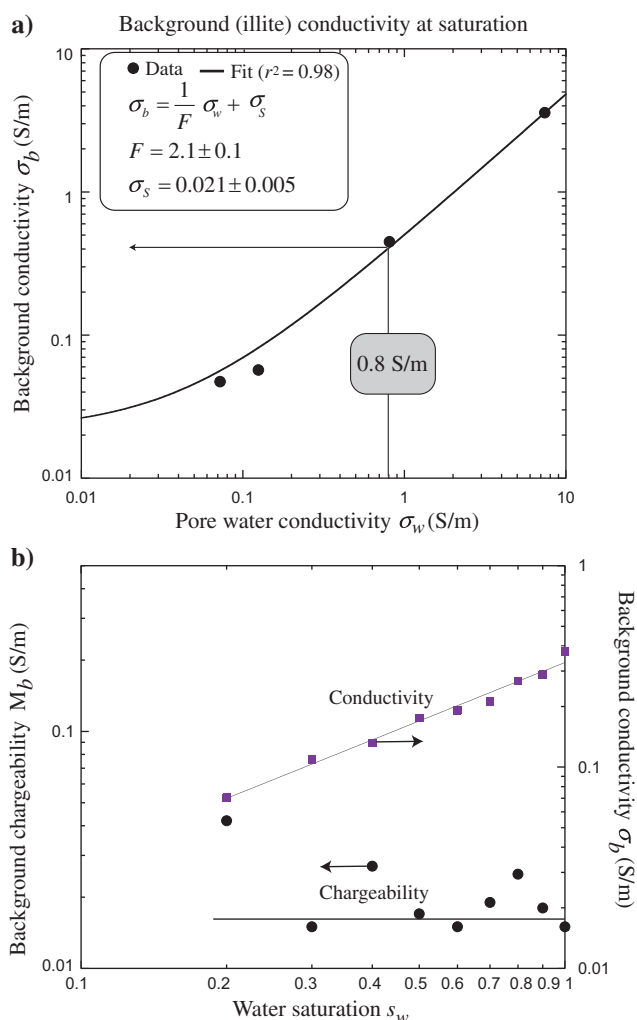 a)
Background (illite) conductivity at saturation
Data
Fit (r² = 0.98)
σ_b = 1/F σ_w + σ_S
F = 2.1 ± 0.1
σ_S = 0.021 ± 0.005
0.8 S/m
Background conductivity σ_b (S/m)
10
1
0.1
0.01
0.01 0.1 1 10
Pore water conductivity σ_w (S/m)
b)
Background chargeability M_b (S/m)
0.1
0.01
Conductivity
Chargeability
1
0.1
0.01
Background conductivity σ_b (S/m)
0.1 0.2 0.3 0.4 0.5 0.6 0.7 0.8 0.9 1
Water saturation s_w